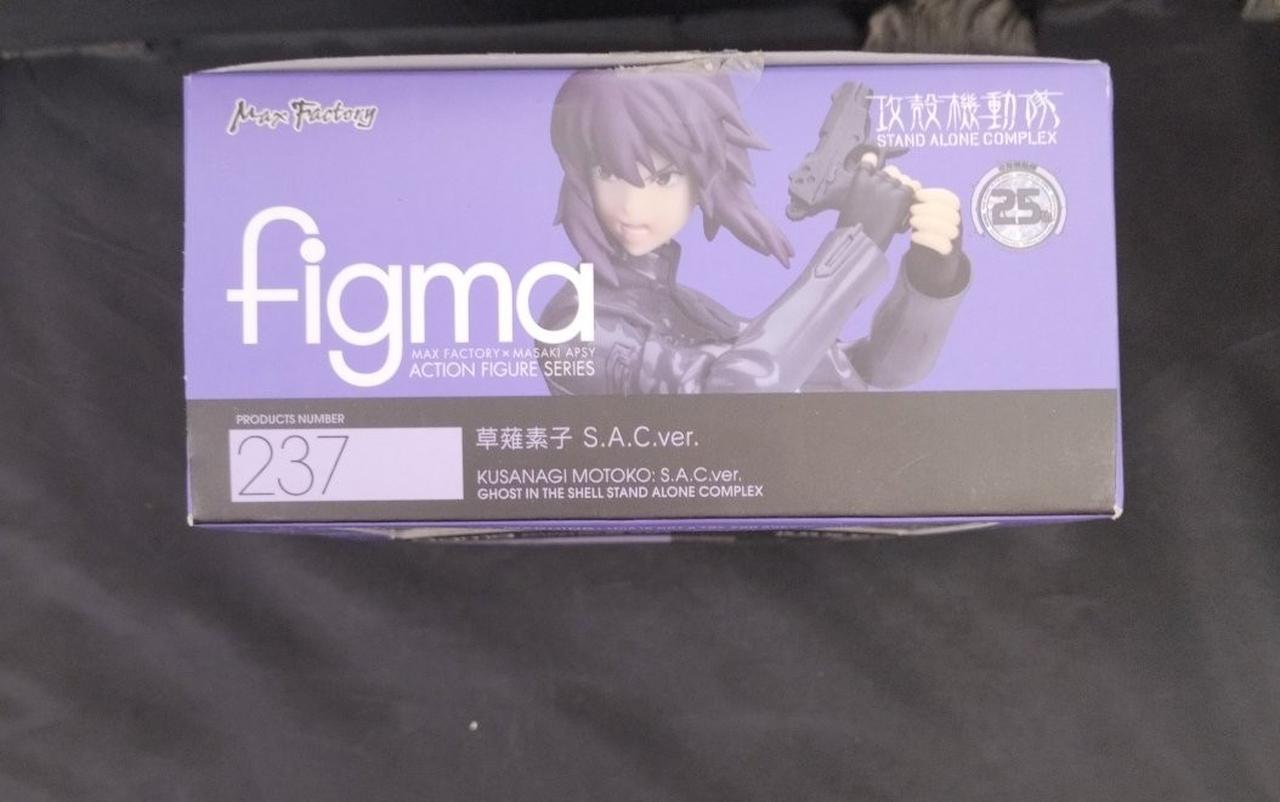 Max Factory
攻殻機動隊
STAND ALONE COMPLEX
25
figma
MAX FACTORY×MASAKI APSY
ACTION FIGURE SERIES
PRODUCTS NUMBER
237
草薙素子 S.A.C.ver.
KUSANAGI MOTOKO: S.A.C.ver.
GHOST IN THE SHELL STAND ALONE COMPLEX